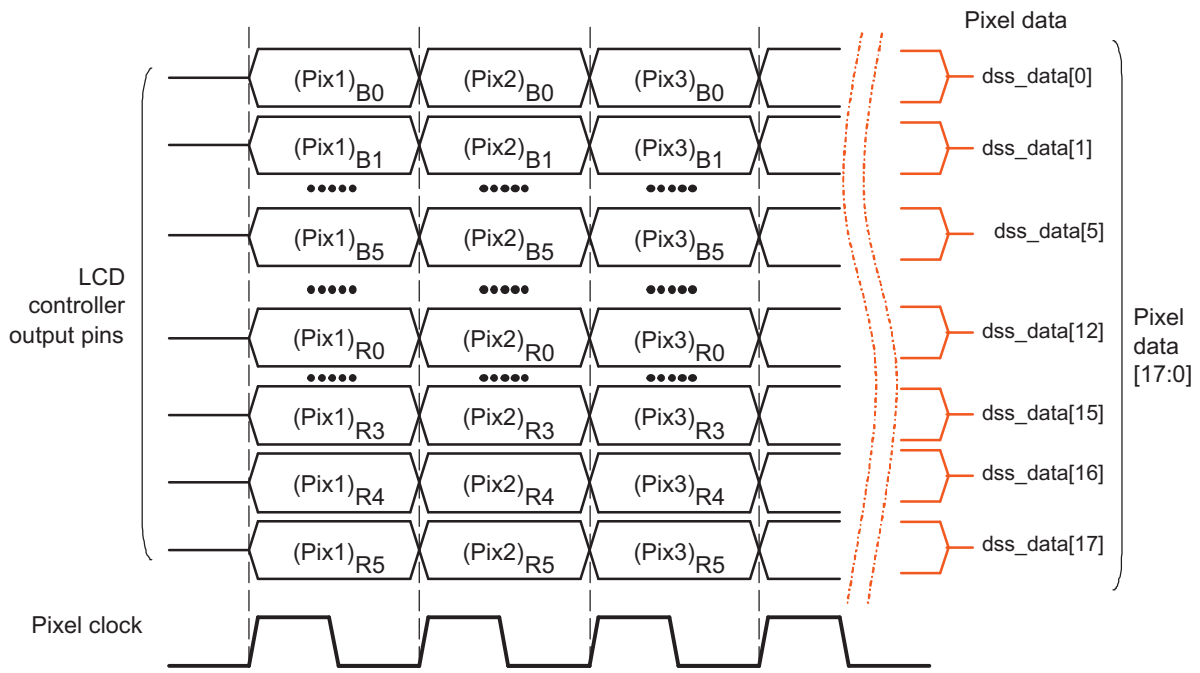 Pixel data
(Pix1)B0 (Pix2)B0 (Pix3)B0 dss_data[0]
(Pix1)B1 (Pix2)B1 (Pix3)B1 dss_data[1]
(Pix1)B5 (Pix2)B5 (Pix3)B5 dss_data[5]
LCD
controller
output pins
(Pix1)R0 (Pix2)R0 (Pix3)R0 dss_data[12]
Pixel
data
[17:0]
(Pix1)R3 (Pix2)R3 (Pix3)R3 dss_data[15]
(Pix1)R4 (Pix2)R4 (Pix3)R4 dss_data[16]
(Pix1)R5 (Pix2)R5 (Pix3)R5 dss_data[17]
Pixel clock